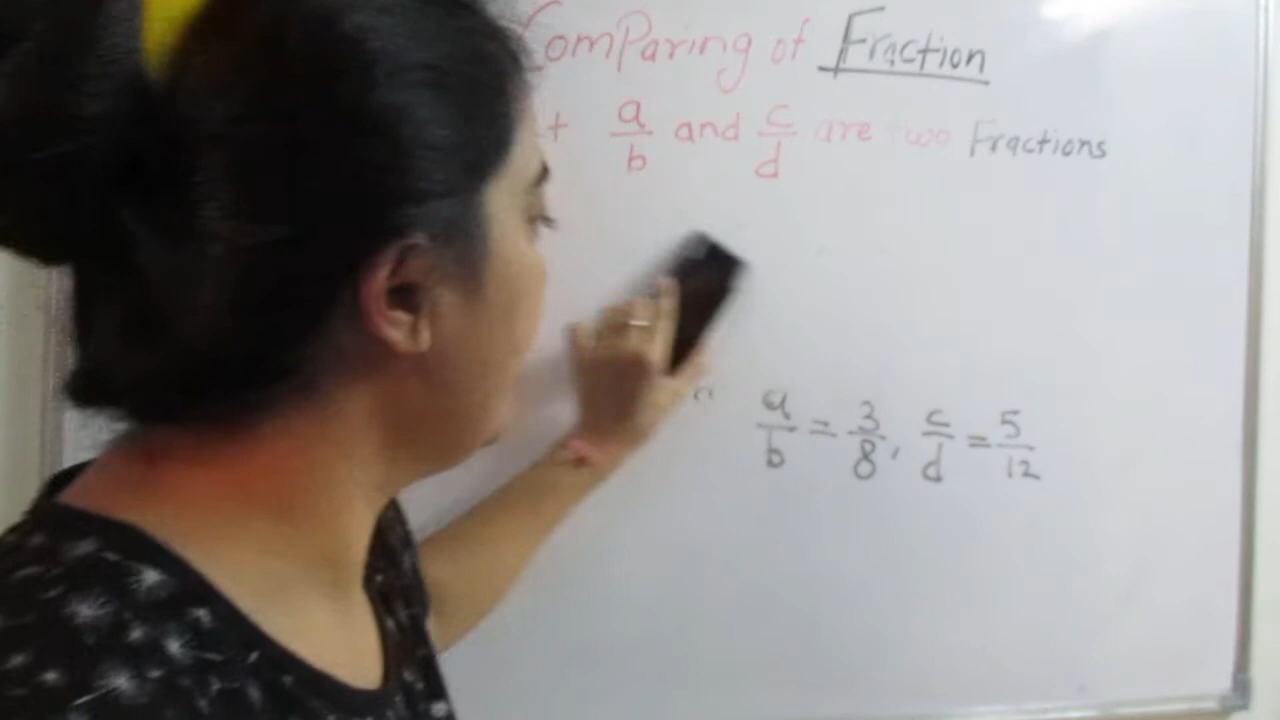 Comparing of Fraction
a/b and c/d are two Fractions
a/b = 3/8, c/d = 5/12